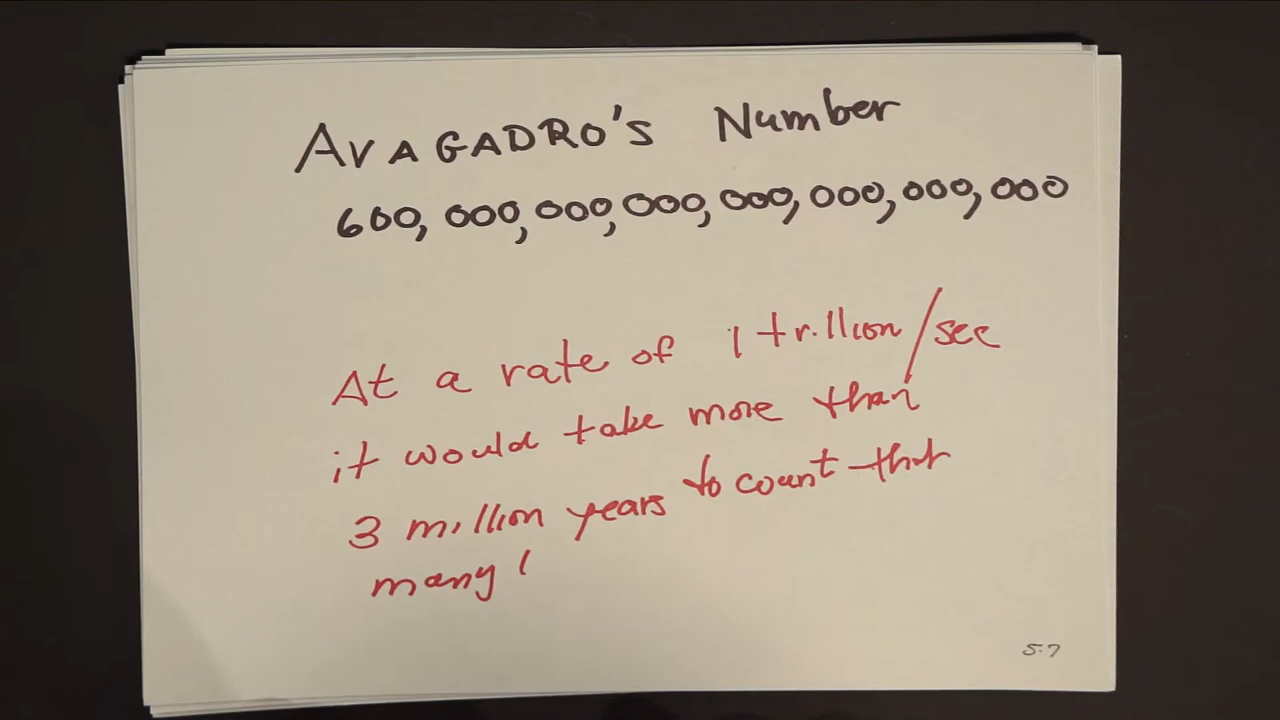 AVAGADRO'S Number
600,000,000,000,000,000,000,000
At a rate of 1 trillion/sec
it would take more than
3 million years to count that
many!
5.7